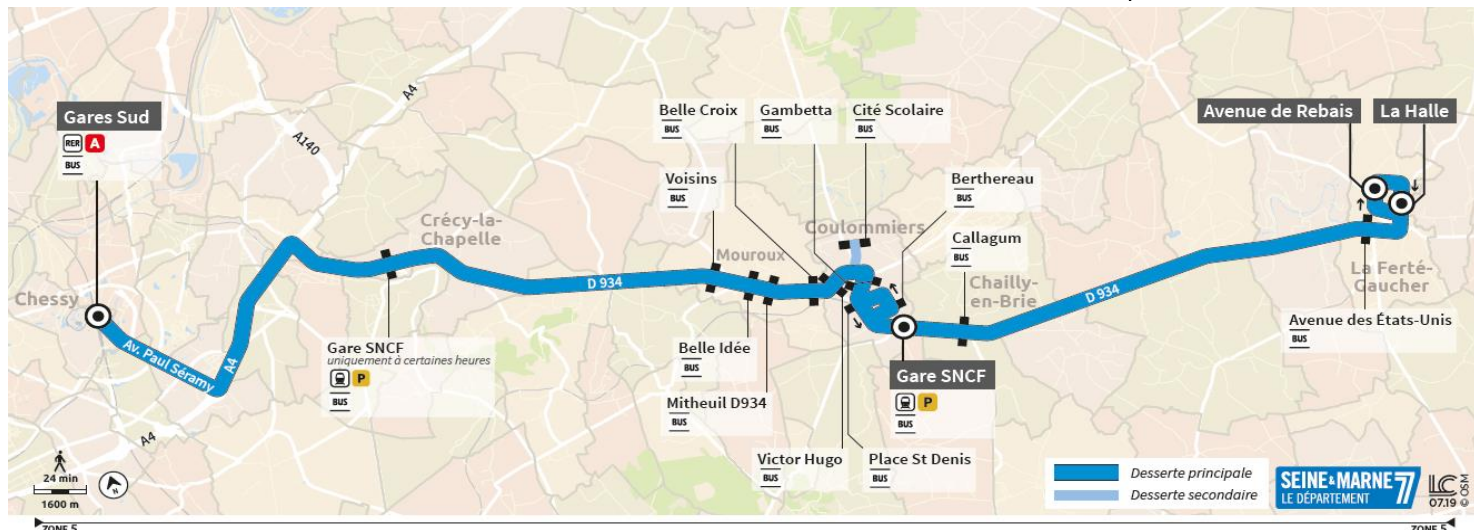 Gares Sud
RER A
BUS
Chessy
Av. Paul Séramy
A4
A4
A140
A4
Crécy-la-
Chapelle
Gare SNCF
uniquement à certaines heures
P
BUS
D 934
Belle Croix
BUS
Gambetta
BUS
Cité Scolaire
BUS
Voisins
BUS
Mouroux
Coulommiers
Berthereau
BUS
Callagum
BUS
Chailly-
en-Brie
Belle Idée
BUS
Mitheuil D934
BUS
Victor Hugo
BUS
Place St Denis
BUS
Gare SNCF
P
BUS
D 934
Avenue de Rebais
La Halle
La Ferté-
Gaucher
Avenue des États-Unis
BUS
24 min
1600 m
N
Desserte principale
Desserte secondaire
SEINE & MARNE 77
LE DÉPARTEMENT
LC
07.19 © OSM
ZONE 5
ZONE 5